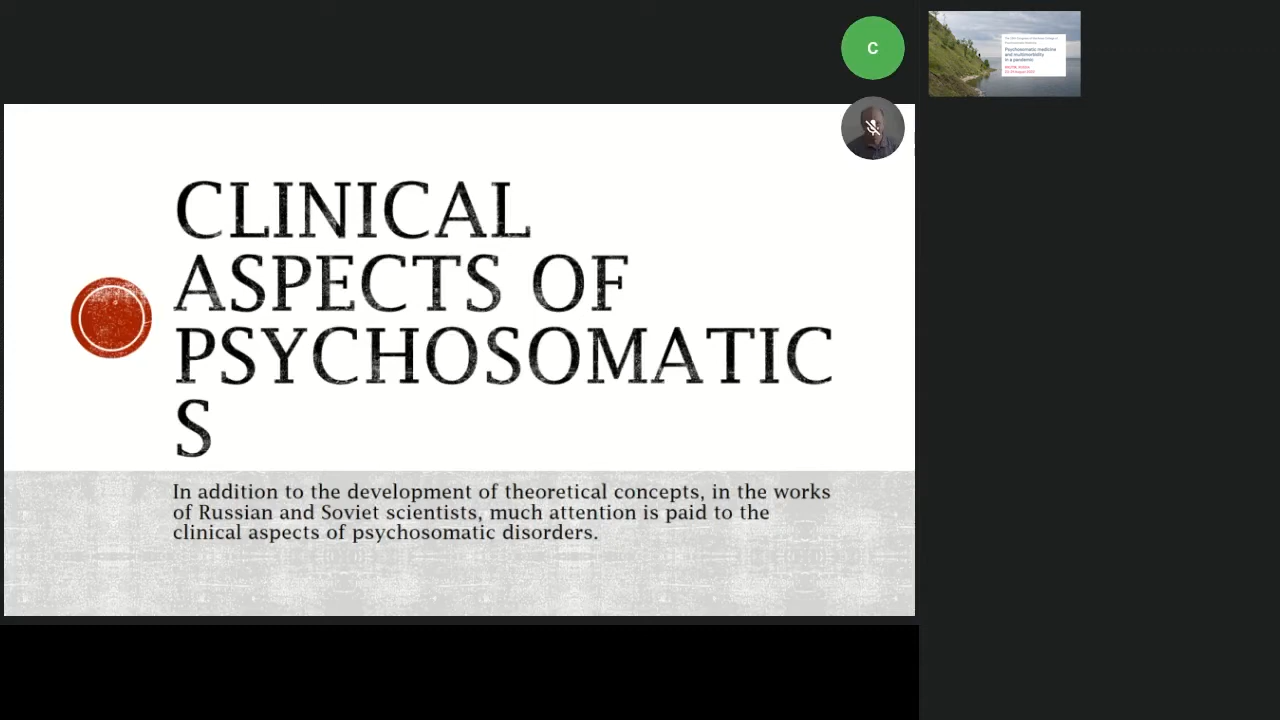 C
CLINICAL
ASPECTS OF
PSYCHOSOMATIC
S
In addition to the development of theoretical concepts, in the works
of Russian and Soviet scientists, much attention is paid to the
clinical aspects of psychosomatic disorders.
Psychosomatic medicine
and multimorbidity
in a pandemic